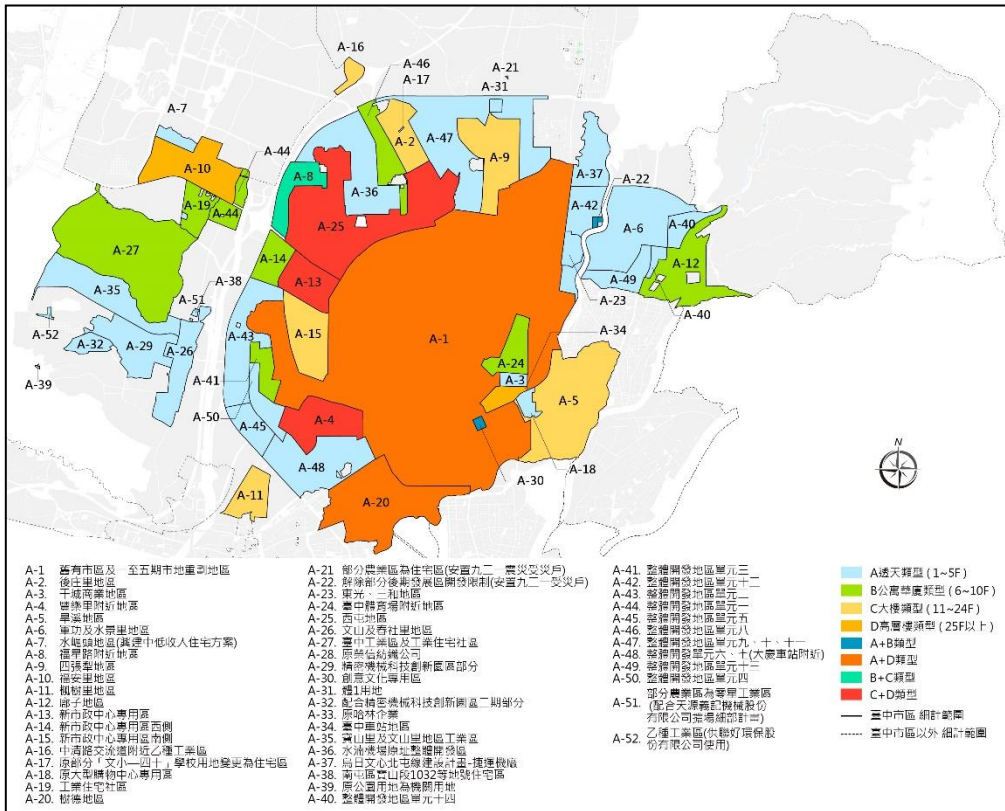 A-16
A-46
A-17
A-21
A-31
A-7
A-44
A-2
A-47
A-10
A-9
A-22
A-8
A-37
A-19
A-44
A-36
A-42
A-6
A-40
A-25
A-27
A-14
A-12
A-49
A-13
A-38
A-23
A-35
A-51
A-40
A-52
A-15
A-34
A-43
A-1
A-32
A-29
A-26
A-24
A-41
A-3
A-39
A-5
A-50
A-4
A-45
N
A-48
A-18
A-30
A-11
A-20
A-1 舊有市區及一至五期市地重劃地區
A-2. 後庄里地區
A-3. 干城商業地區
A-4. 豐樂里附近地區
A-5. 旱溪地區
A-6 軍功及水景里地區
A-7 水崛頭地區(興建中低收入住宅方案)
A-8. 福星路附近地區
A-9. 四張犁地區
A-10. 福安里地區
A-11 楓樹里地區
A-12. 廍子地區
A-13. 新市政中心專用區
A-14. 新市政中心專用區西側
A-15. 新市政中心專用區南側
A-16 中清路交流道附近乙種工業區
A-17. 原部分「文小—四十」學校用地變更為住宅區
A-18. 原大型購物中心專用區
A-19. 工業住宅社區
A-20. 樹德地區
A-21 部分農業區為住宅區(安置九二一震災受災戶)
A-22. 解除部分後期發展區開發限制(安置九二一受災戶)
A-23. 東光、三和地區
A-24. 臺中體育場附近地區
A-25. 西屯地區
A-26. 文山及春社里地區
A-27. 臺中工業區及工業住宅社區
A-28. 原榮信紡織公司
A-29. 精密機械科技創新園區部分
A-30. 創意文化專用區
A-31. 體1用地
A-32. 配合精密機械科技創新園區二期部分
A-33. 原哈林企業
A-34. 臺中車站地區
A-35. 寶山里及文山里地區工業區
A-36. 水湳機場原址整體開發區
A-37. 烏日文心北屯線建設計畫-捷運機廠
A-38. 南屯區寶山段1032等地號住宅區
A-39. 原公園用地為機關用地
A-40. 整體開發地區單元十四
A-41. 整體開發地區單元三
A-42. 整體開發地區單元十二
A-43. 整體開發地區單元二
A-44. 整體開發地區單元一
A-45. 整體開發地區單元五
A-46. 整體開發地區單元八
A-47. 整體開發地區單元九、十、十一
A-48. 整體開發單元六、七(大慶車站附近)
A-49. 整體開發地區單元十三
A-50. 整體開發地區單元四
A-51. 部分農業區為零星工業區
(配合天源義記機械股份
有限公司擴場細部計畫)
A-52. 乙種工業區(供聯好環保股
份有限公司使用)
A透天類型 (1~5F)
B公寓華廈類型 (6~10F)
C大樓類型 (11~24F)
D高層樓類型 (25F以上)
A+B類型
A+D類型
B+C類型
C+D類型
臺中市區 細計範圍
臺中市區以外 細計範圍